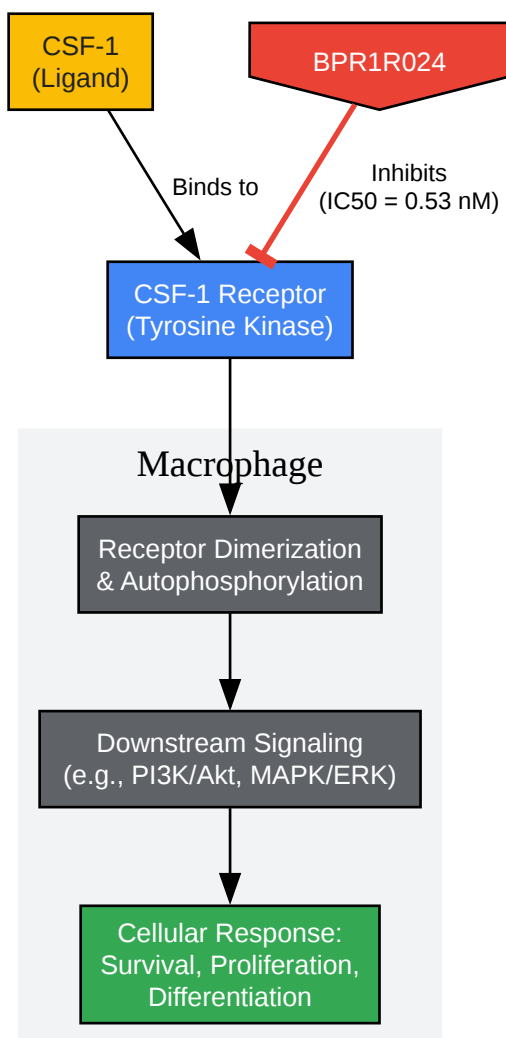 CSF-1
(Ligand)
BPR1R024
Binds to
Inhibits
(IC50 = 0.53 nM)
CSF-1 Receptor
(Tyrosine Kinase)
Macrophage
Receptor Dimerization
& Autophosphorylation
Downstream Signaling
(e.g., PI3K/Akt, MAPK/ERK)
Cellular Response:
Survival, Proliferation,
Differentiation